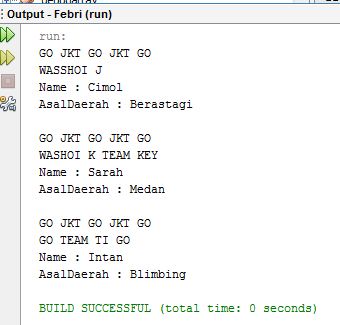 Output - Febri (run)
run:
GO JKT GO JKT GO
WASSHOI J
Name : Cimol
AsalDaerah : Berastagi
GO JKT GO JKT GO
WASHOI K TEAM KEY
Name : Sarah
AsalDaerah : Medan
GO JKT GO JKT GO
GO TEAM TI GO
Name : Intan
AsalDaerah : Blimbing
BUILD SUCCESSFUL (total time: 0 seconds)